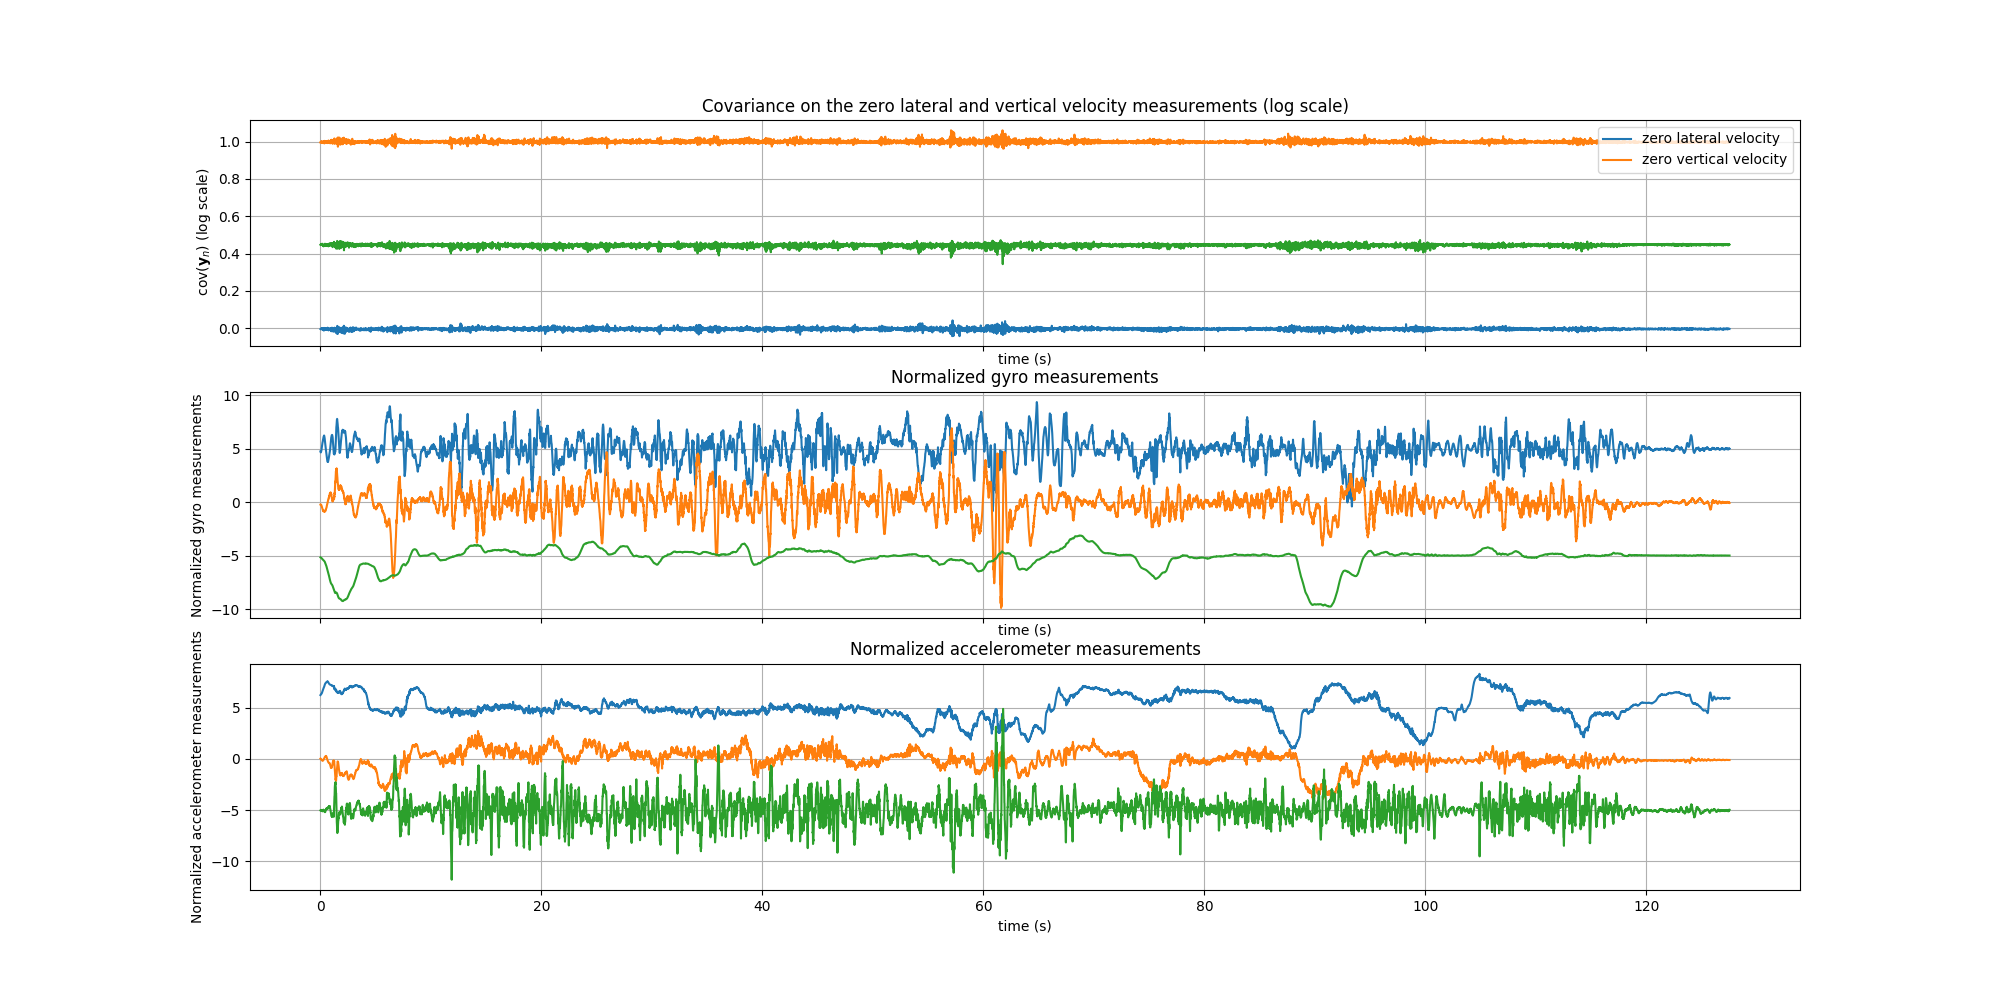 Covariance on the zero lateral and vertical velocity measurements (log scale)
cov(yₙ) (log scale)
1.0
0.8
0.6
0.4
0.2
0.0
zero lateral velocity
zero vertical velocity
time (s)
Normalized gyro measurements
Normalized gyro measurements
10
5
0
−5
−10
time (s)
Normalized accelerometer measurements
Normalized accelerometer measurements
5
0
−5
−10
0 20 40 60 80 100 120
time (s)